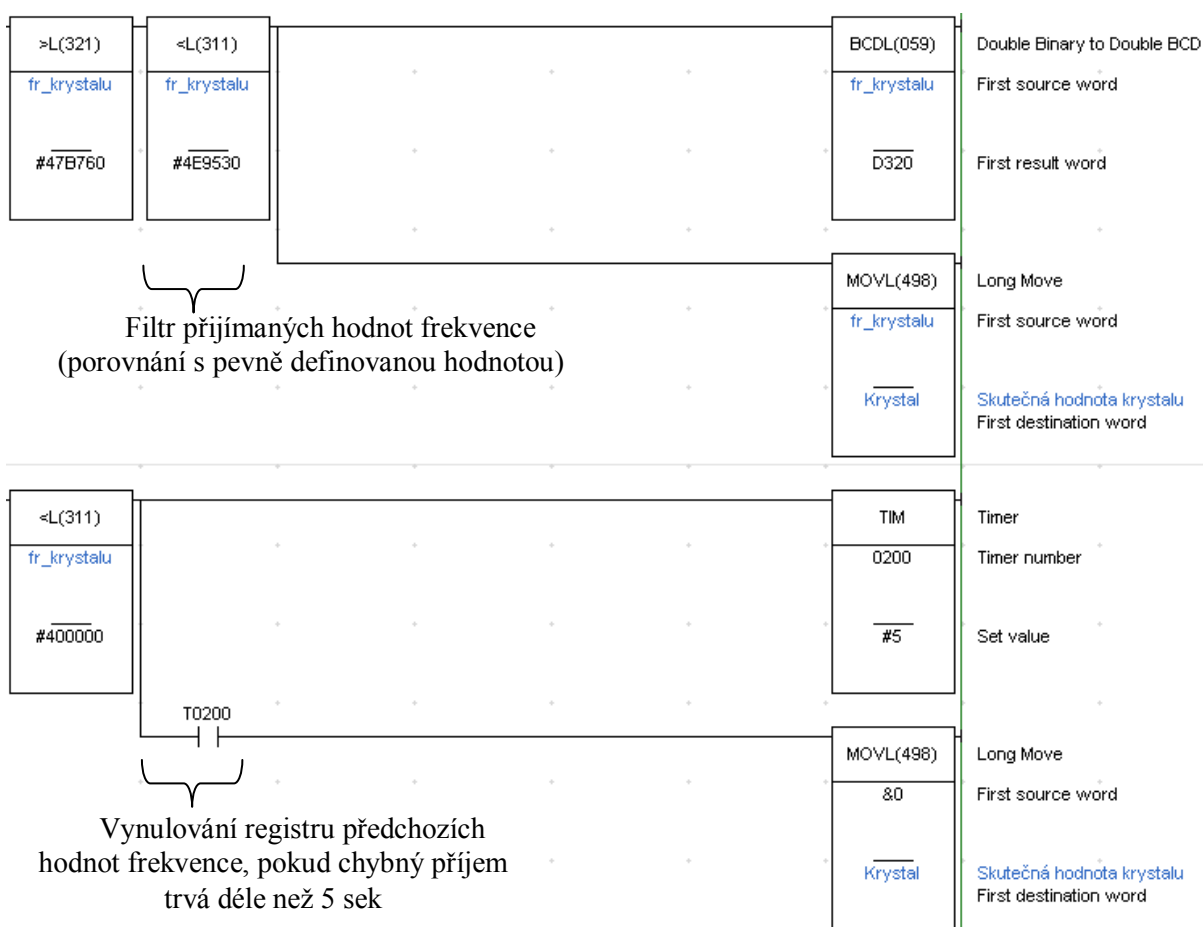 >L(321) <L(311) BCDL(059) Double Binary to Double BCD
fr_krystalu fr_krystalu fr_krystalu First source word
#47B760 #4E9530 D320 First result word
MOVL(498) Long Move
fr_krystalu First source word
Filtr přijímaných hodnot frekvence
(porovnání s pevně definovanou hodnotou)
Krystal Skutečná hodnota krystalu
First destination word
<L(311) TIM Timer
fr_krystalu 0200 Timer number
#400000 #5 Set value
T0200
MOVL(498) Long Move
&0 First source word
Vynulování registru předchozích
hodnot frekvence, pokud chybný příjem
trvá déle než 5 sek
Krystal Skutečná hodnota krystalu
First destination word